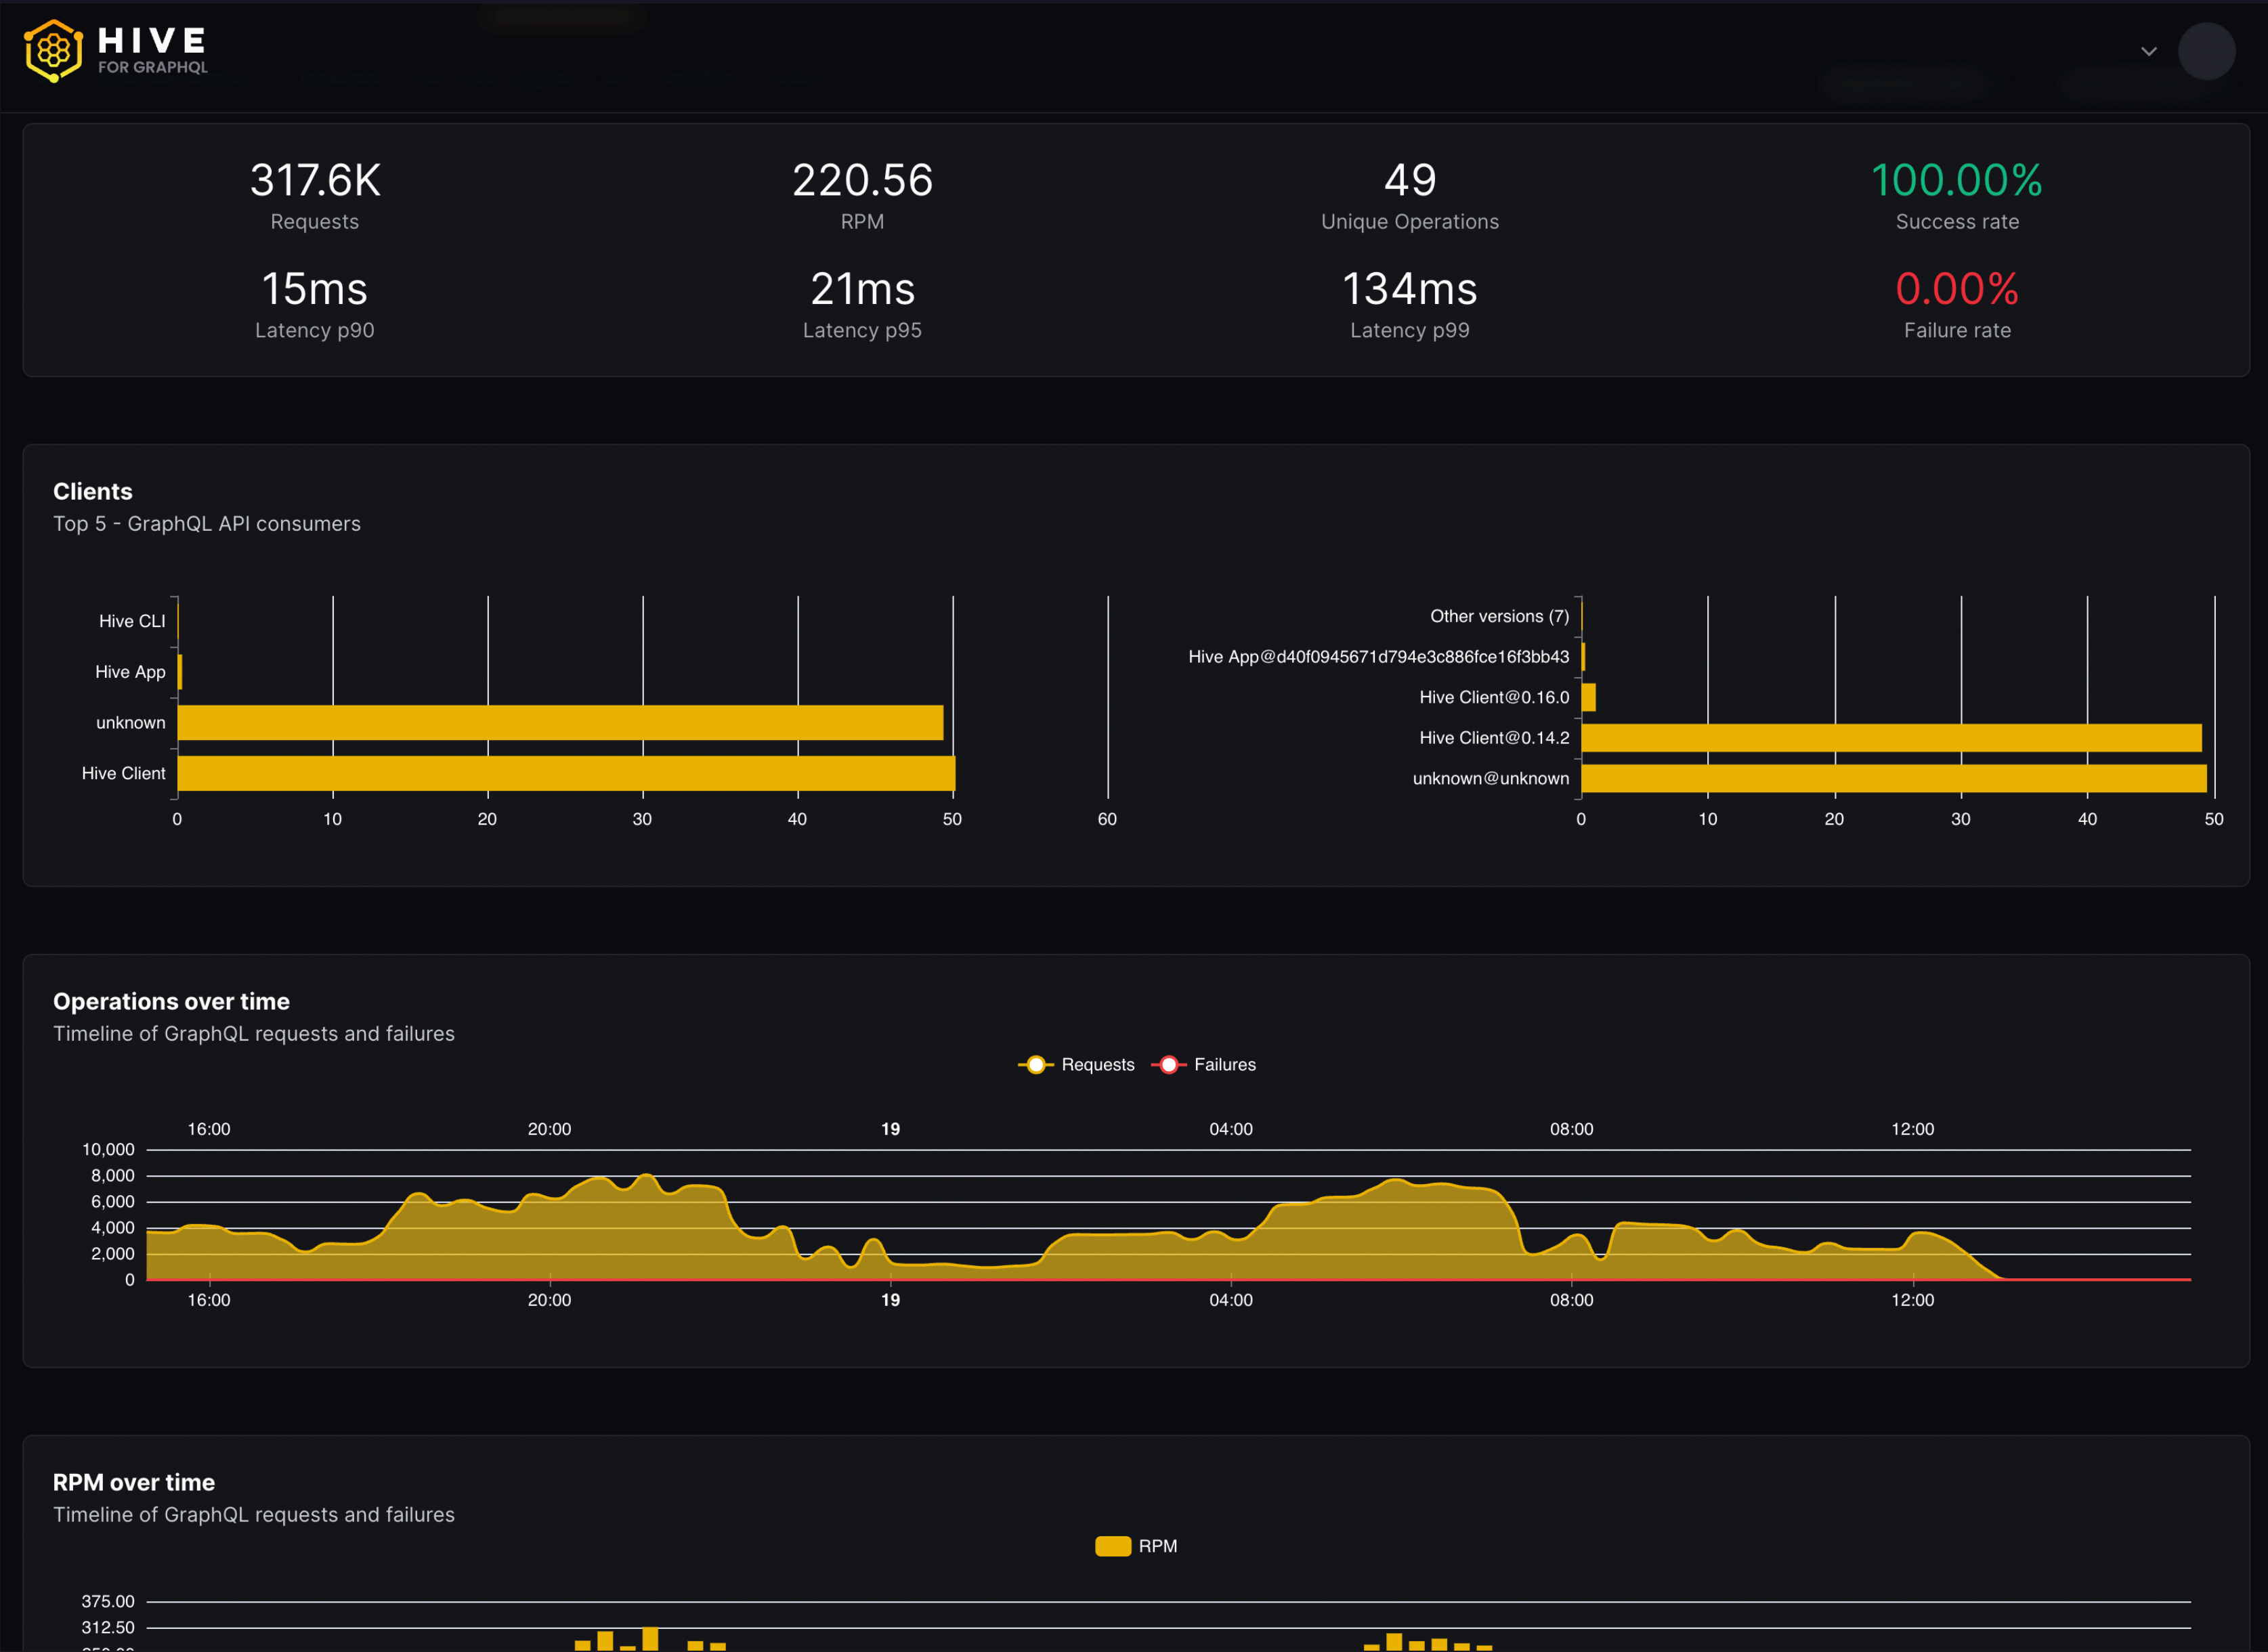 HIVE
FOR GRAPHQL
317.6K
Requests
220.56
RPM
49
Unique Operations
100.00%
Success rate
15ms
Latency p90
21ms
Latency p95
134ms
Latency p99
0.00%
Failure rate
Clients
Top 5 - GraphQL API consumers
Hive CLI
Hive App
unknown
Hive Client
0 10 20 30 40 50 60
Other versions (7)
Hive App@d40f0945671d794e3c886fce16f3bb43
Hive Client@0.16.0
Hive Client@0.14.2
unknown@unknown
0 10 20 30 40 50
Operations over time
Timeline of GraphQL requests and failures
Requests Failures
16:00 20:00 19 04:00 08:00 12:00
10,000
8,000
6,000
4,000
2,000
0
16:00 20:00 19 04:00 08:00 12:00
RPM over time
Timeline of GraphQL requests and failures
RPM
375.00
312.50